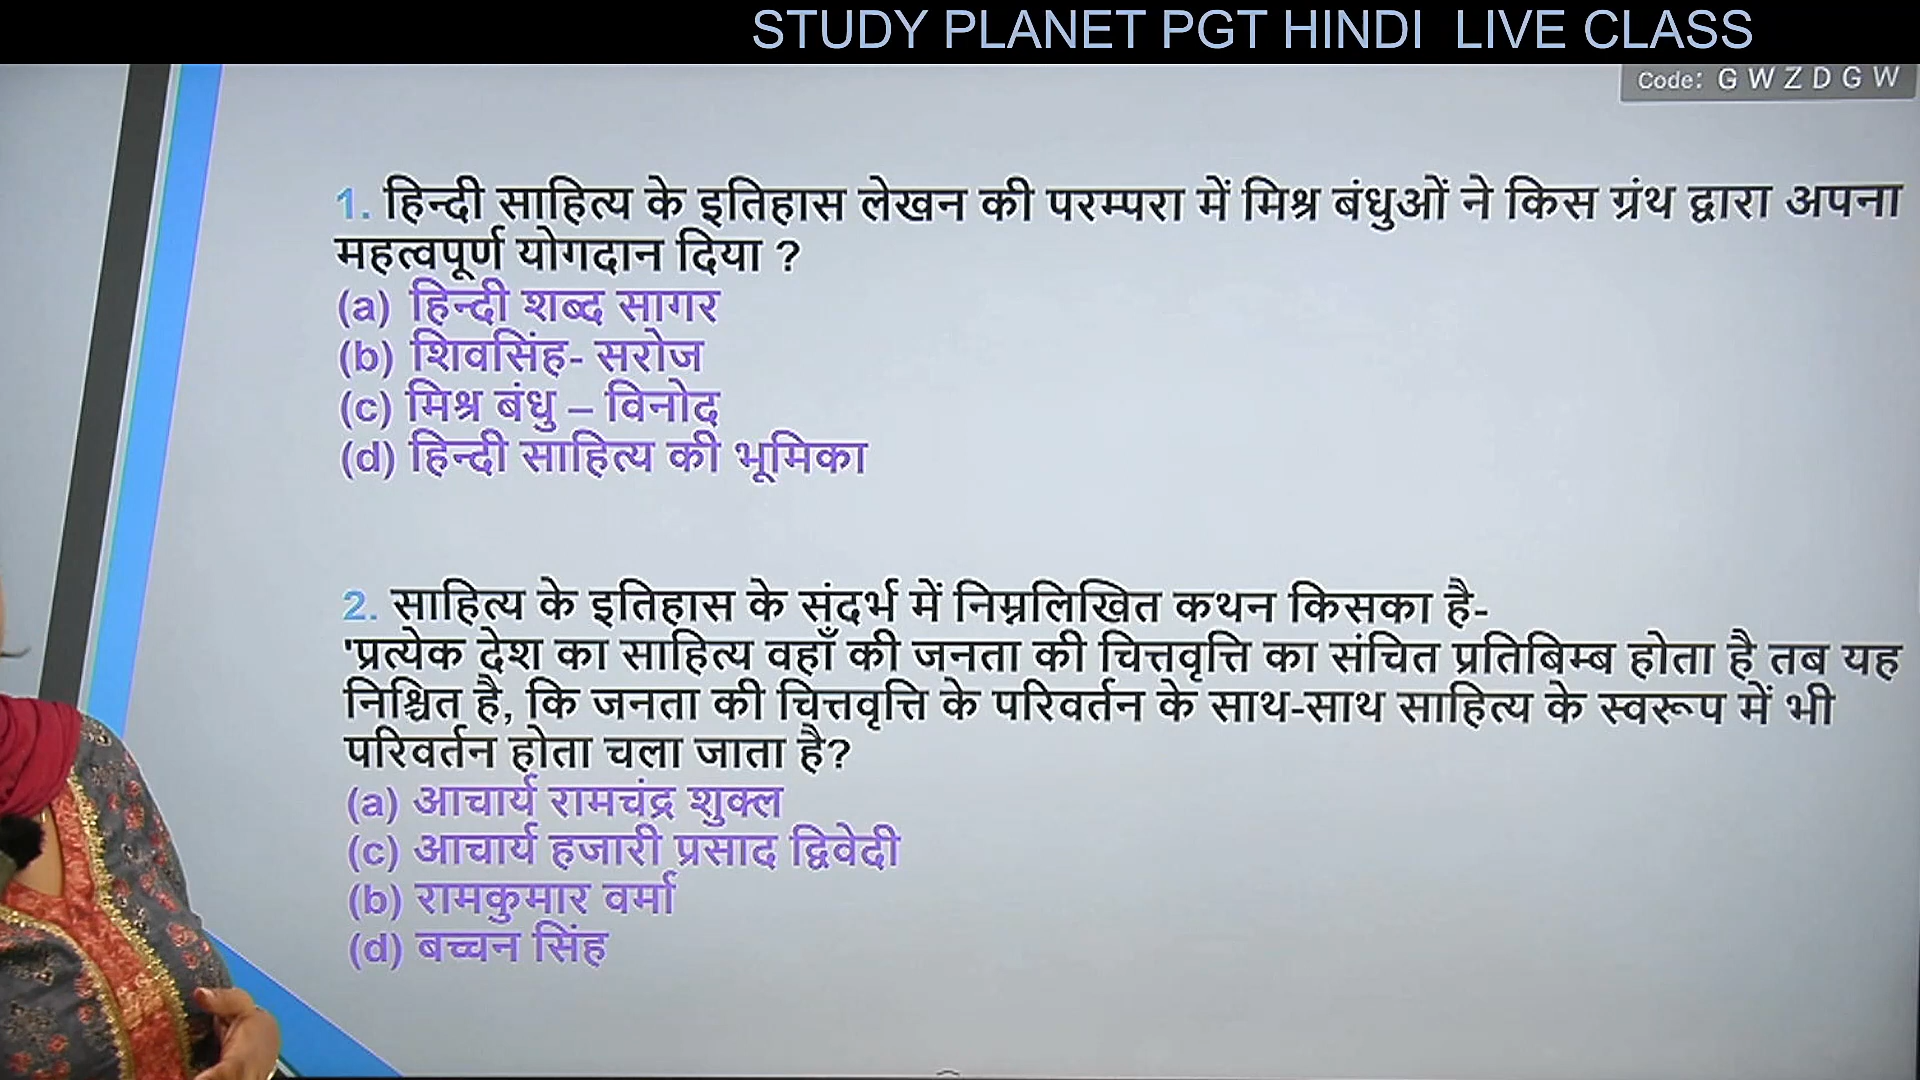 STUDY PLANET PGT HINDI LIVE CLASS
Code: G W Z D G W
1. हिन्दी साहित्य के इतिहास लेखन की परम्परा में मिश्र बंधुओं ने किस ग्रंथ द्वारा अपना
महत्वपूर्ण योगदान दिया ?
(a) हिन्दी शब्द सागर
(b) शिवसिंह- सरोज
(c) मिश्र बंधु – विनोद
(d) हिन्दी साहित्य की भूमिका
2. साहित्य के इतिहास के संदर्भ में निम्नलिखित कथन किसका है-
'प्रत्येक देश का साहित्य वहाँ की जनता की चित्तवृत्ति का संचित प्रतिबिम्ब होता है तब यह
निश्चित है, कि जनता की चित्तवृत्ति के परिवर्तन के साथ-साथ साहित्य के स्वरूप में भी
परिवर्तन होता चला जाता है?
(a) आचार्य रामचंद्र शुक्ल
(c) आचार्य हजारी प्रसाद द्विवेदी
(b) रामकुमार वर्मा
(d) बच्चन सिंह